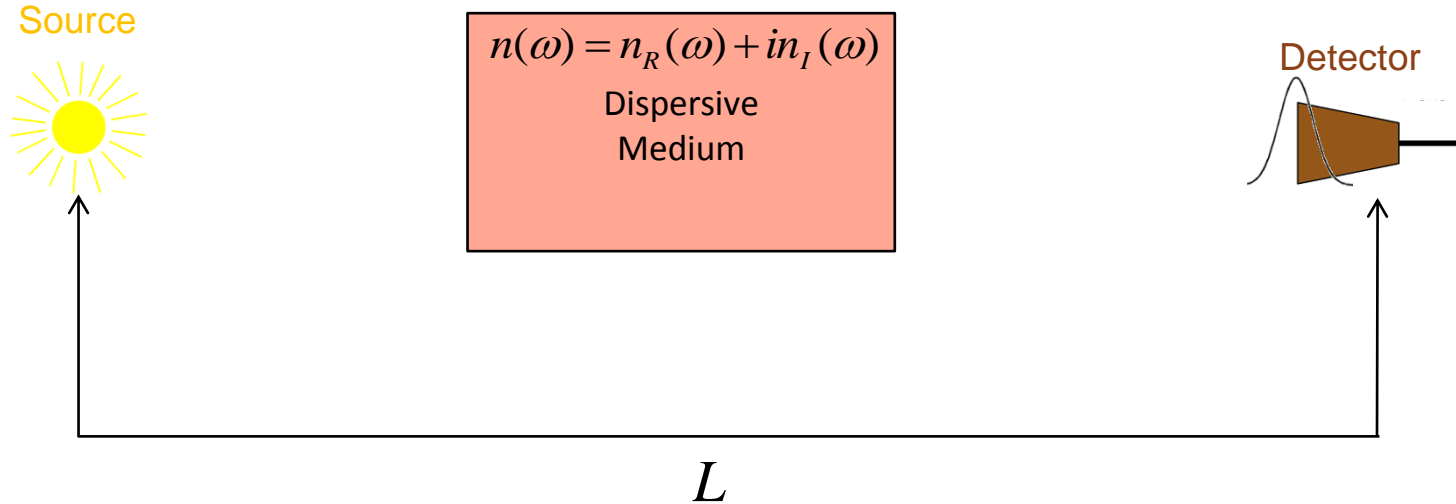 Source
n(ω) = n_R(ω) + in_I(ω)
Dispersive
Medium
Detector
L